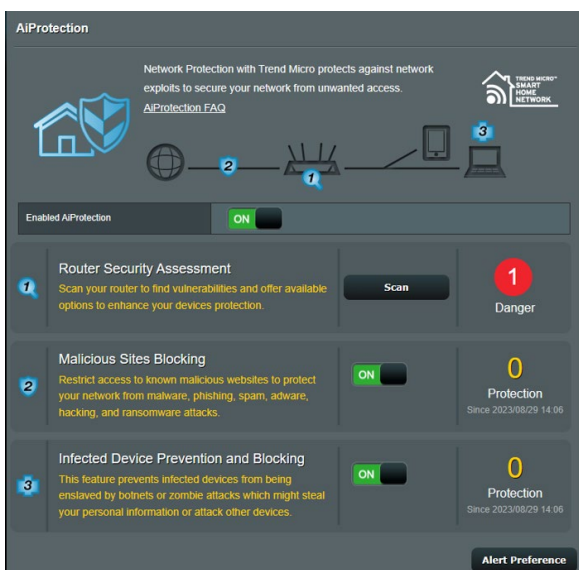 AiProtection
Network Protection with Trend Micro protects against network
exploits to secure your network from unwanted access.
AiProtection FAQ
TREND MICRO™
SMART
HOME
NETWORK
3
2
1
Enabled AiProtection
ON
1
Router Security Assessment
Scan your router to find vulnerabilities and offer available
options to enhance your devices protection.
Scan
1
Danger
2
Malicious Sites Blocking
Restrict access to known malicious websites to protect
your network from malware, phishing, spam, adware,
hacking, and ransomware attacks.
ON
0
Protection
Since 2023/08/29 14:06
3
Infected Device Prevention and Blocking
This feature prevents infected devices from being
enslaved by botnets or zombie attacks which might steal
your personal information or attack other devices.
ON
0
Protection
Since 2023/08/29 14:06
Alert Preference